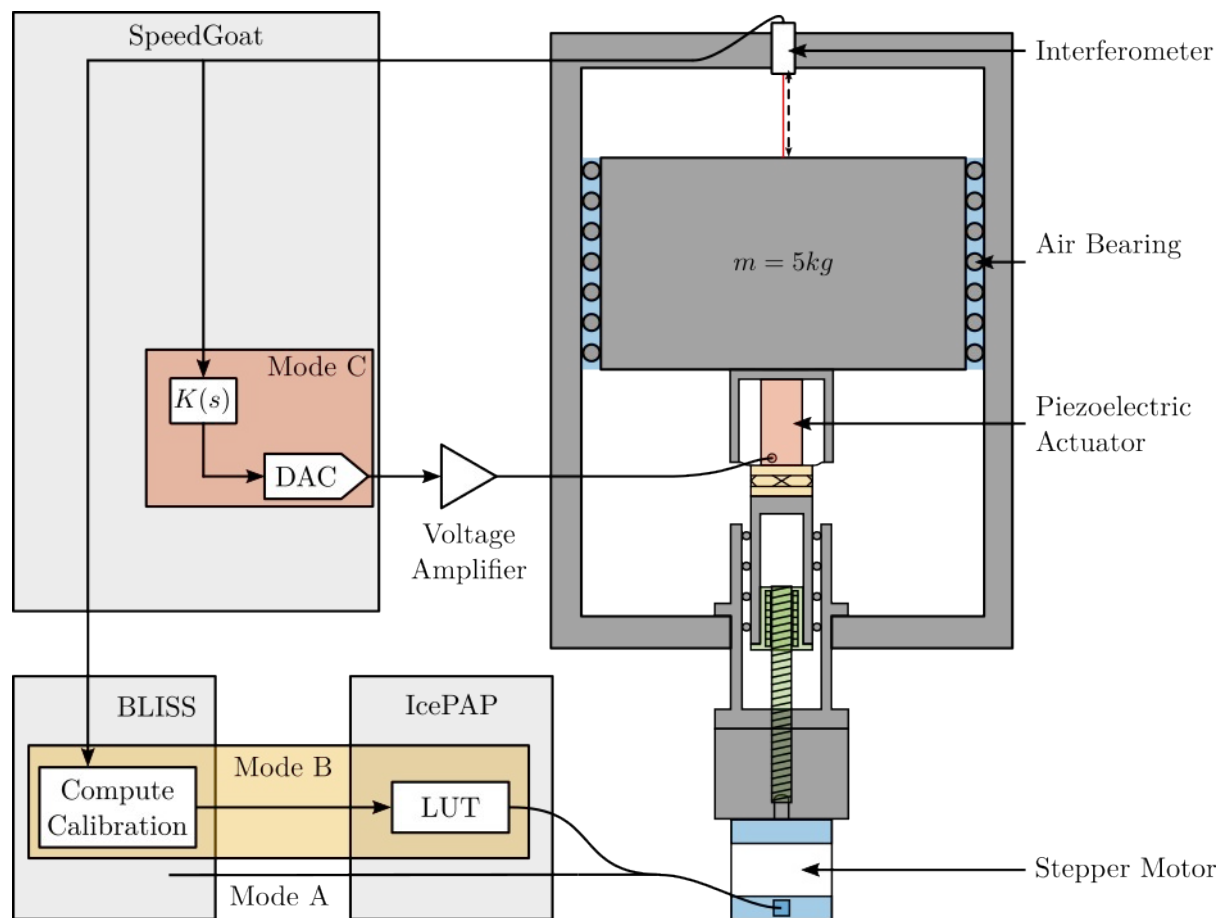 SpeedGoat
Interferometer
Air Bearing
m = 5kg
Mode C
K(s)
DAC
Piezoelectric
Actuator
Voltage
Amplifier
BLISS
IcePAP
Mode B
Compute
Calibration
LUT
Mode A
Stepper Motor